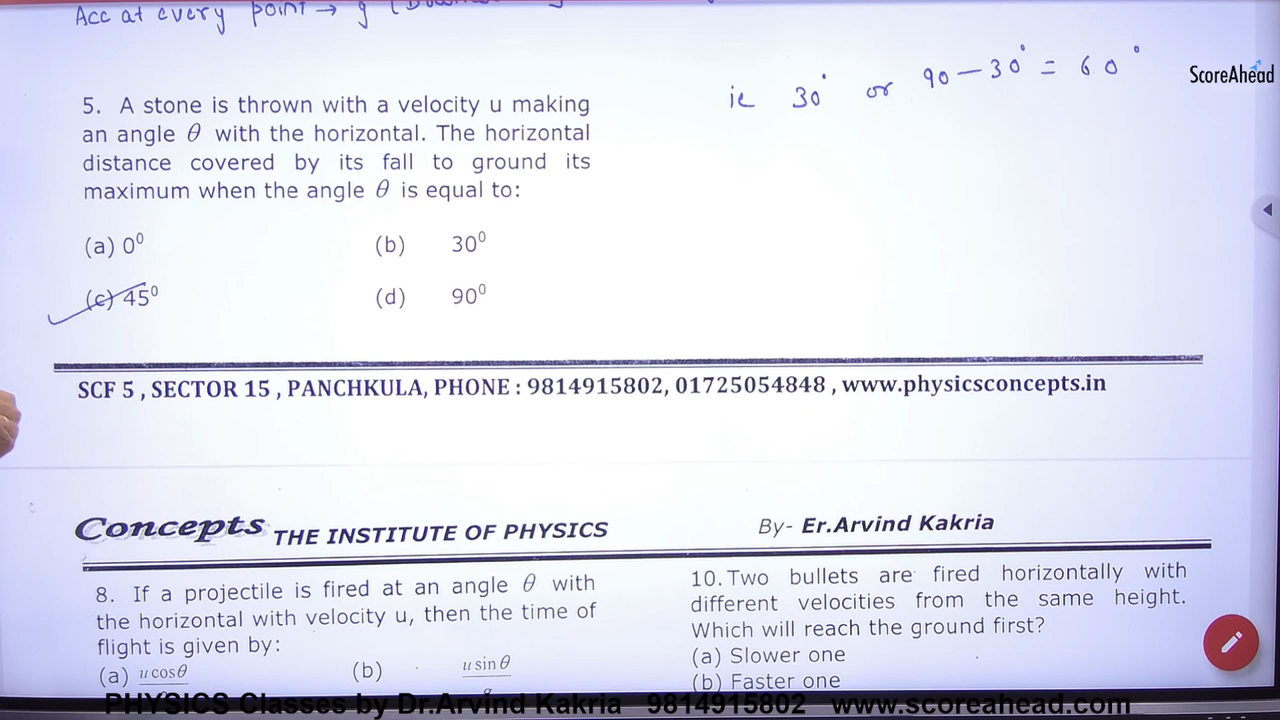 Acc at every point → g
ie 30° or 90 – 30° = 60°
ScoreAhead
5. A stone is thrown with a velocity u making
an angle θ with the horizontal. The horizontal
distance covered by its fall to ground its
maximum when the angle θ is equal to:
(a) 0⁰ (b) 30⁰
(c) 45⁰ (d) 90⁰
SCF 5 , SECTOR 15 , PANCHKULA, PHONE : 9814915802, 01725054848 , www.physicsconcepts.in
Concepts THE INSTITUTE OF PHYSICS By- Er.Arvind Kakria
8. If a projectile is fired at an angle θ with
the horizontal with velocity u, then the time of
flight is given by:
(a) u cosθ (b) u sinθ
10. Two bullets are fired horizontally with
different velocities from the same height.
Which will reach the ground first?
(a) Slower one
(b) Faster one
PHYSICS Classes by Dr.Arvind Kakria 9814915802 www.scoreahead.com